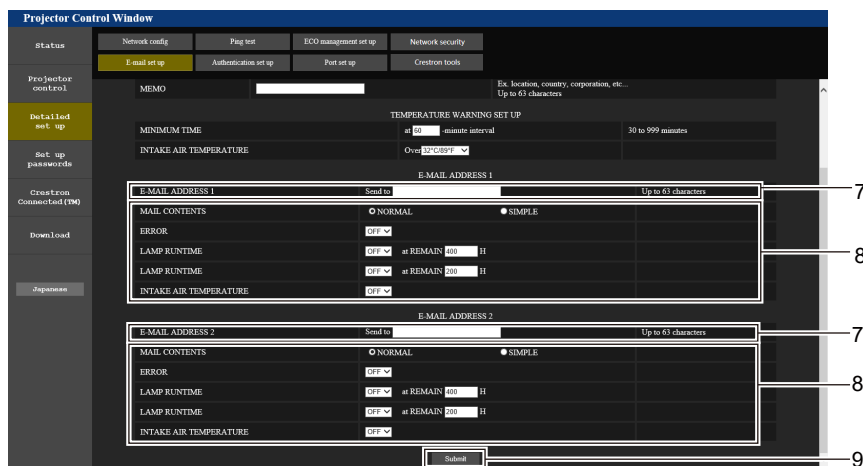 Projector Control Window
Status
Network config Ping test ECO management set up Network security
E-mail set up Authentication set up Port set up Crestron tools
Projector
control
Detailed
set up
Set up
passwords
Crestron
Connected(TM)
Download
Japanese
MEMO Ex. location, country, corporation, etc...
Up to 63 characters
TEMPERATURE WARNING SET UP
MINIMUM TIME at 60 -minute interval 30 to 999 minutes
INTAKE AIR TEMPERATURE Over 32°C/89°F
E-MAIL ADDRESS 1
E-MAIL ADDRESS 1 Send to Up to 63 characters 7
MAIL CONTENTS NORMAL SIMPLE
ERROR OFF
LAMP RUNTIME OFF at REMAIN 400 H 8
LAMP RUNTIME OFF at REMAIN 200 H
INTAKE AIR TEMPERATURE OFF
E-MAIL ADDRESS 2
E-MAIL ADDRESS 2 Send to Up to 63 characters 7
MAIL CONTENTS NORMAL SIMPLE
ERROR OFF
LAMP RUNTIME OFF at REMAIN 400 H 8
LAMP RUNTIME OFF at REMAIN 200 H
INTAKE AIR TEMPERATURE OFF
Submit 9